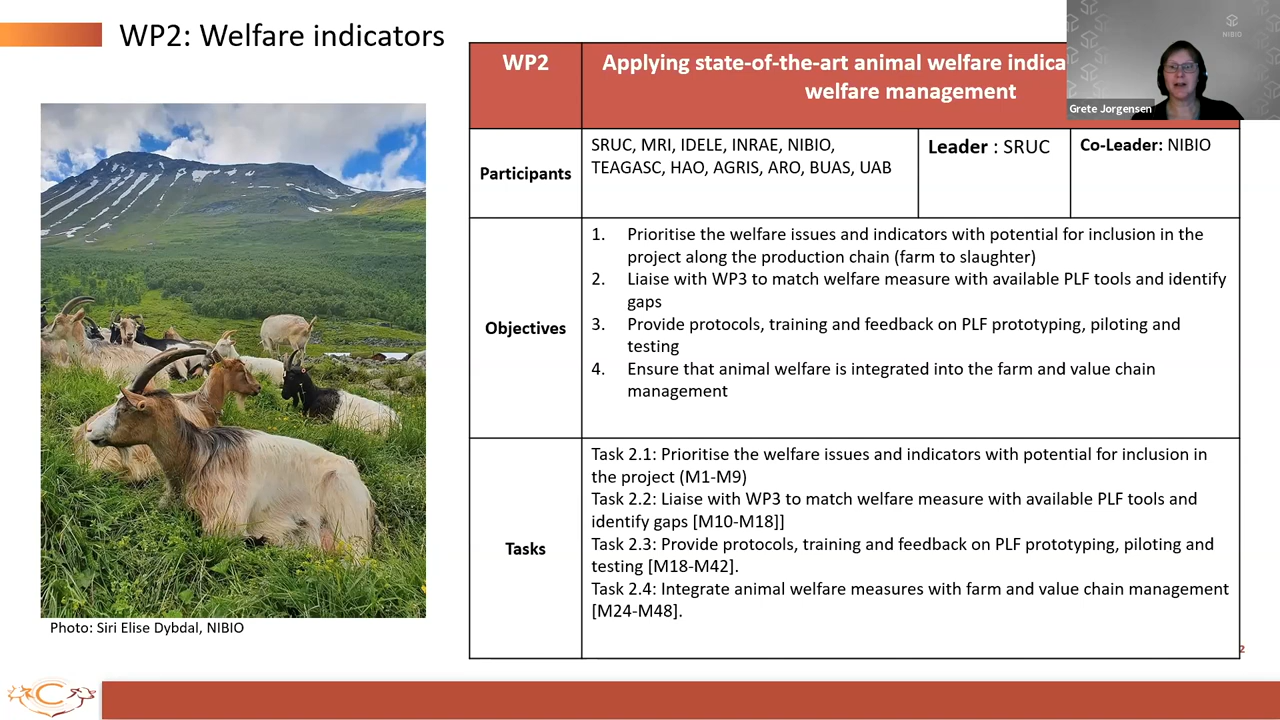 WP2: Welfare indicators
WP2
Applying state-of-the-art animal welfare indica
welfare management
NIBIO
Grete Jorgensen
Participants
SRUC, MRI, IDELE, INRAE, NIBIO,
TEAGASC, HAO, AGRIS, ARO, BUAS, UAB
Leader : SRUC
Co-Leader: NIBIO
Objectives
1. Prioritise the welfare issues and indicators with potential for inclusion in the
project along the production chain (farm to slaughter)
2. Liaise with WP3 to match welfare measure with available PLF tools and identify
gaps
3. Provide protocols, training and feedback on PLF prototyping, piloting and
testing
4. Ensure that animal welfare is integrated into the farm and value chain
management
Tasks
Task 2.1: Prioritise the welfare issues and indicators with potential for inclusion in
the project (M1-M9)
Task 2.2: Liaise with WP3 to match welfare measure with available PLF tools and
identify gaps [M10-M18]]
Task 2.3: Provide protocols, training and feedback on PLF prototyping, piloting and
testing [M18-M42].
Task 2.4: Integrate animal welfare measures with farm and value chain management
[M24-M48].
Photo: Siri Elise Dybdal, NIBIO
2